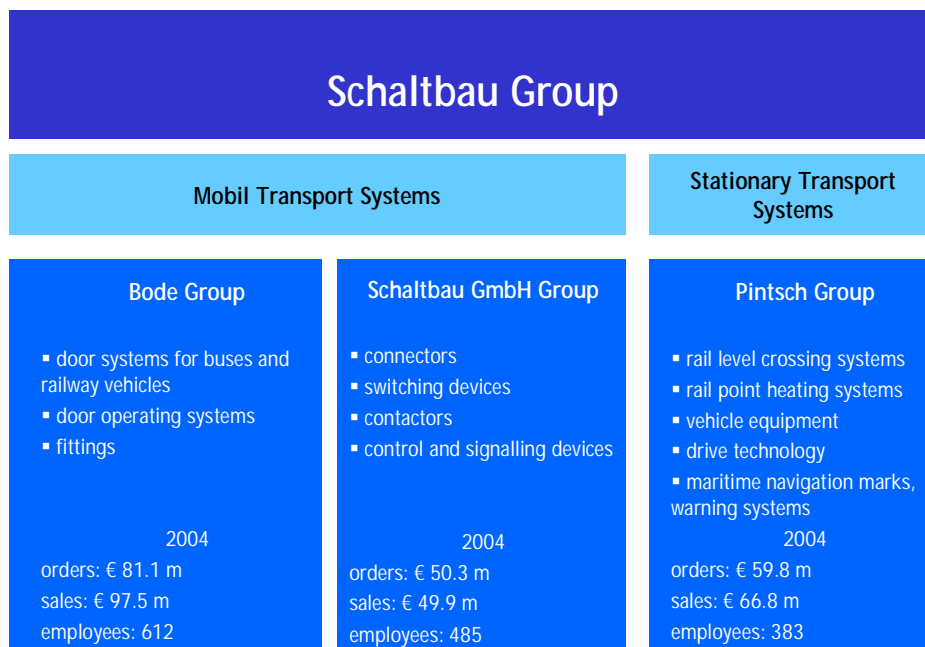 Schaltbau Group
Mobil Transport Systems
Stationary Transport
Systems
Bode Group
▪ door systems for buses and
railway vehicles
▪ door operating systems
▪ fittings
2004
orders: € 81.1 m
sales: € 97.5 m
employees: 612
Schaltbau GmbH Group
▪ connectors
▪ switching devices
▪ contactors
▪ control and signalling devices
2004
orders: € 50.3 m
sales: € 49.9 m
employees: 485
Pintsch Group
▪ rail level crossing systems
▪ rail point heating systems
▪ vehicle equipment
▪ drive technology
▪ maritime navigation marks,
warning systems
2004
orders: € 59.8 m
sales: € 66.8 m
employees: 383